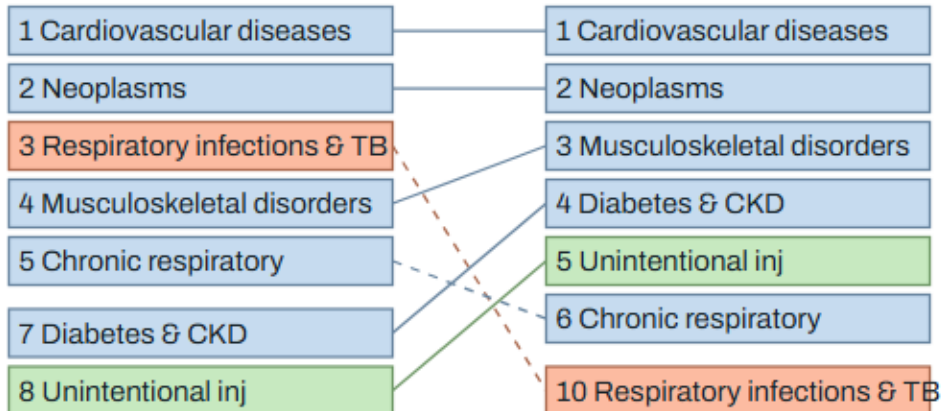 1 Cardiovascular diseases
2 Neoplasms
3 Respiratory infections & TB
4 Musculoskeletal disorders
5 Chronic respiratory
7 Diabetes & CKD
8 Unintentional inj
1 Cardiovascular diseases
2 Neoplasms
3 Musculoskeletal disorders
4 Diabetes & CKD
5 Unintentional inj
6 Chronic respiratory
10 Respiratory infections & TB